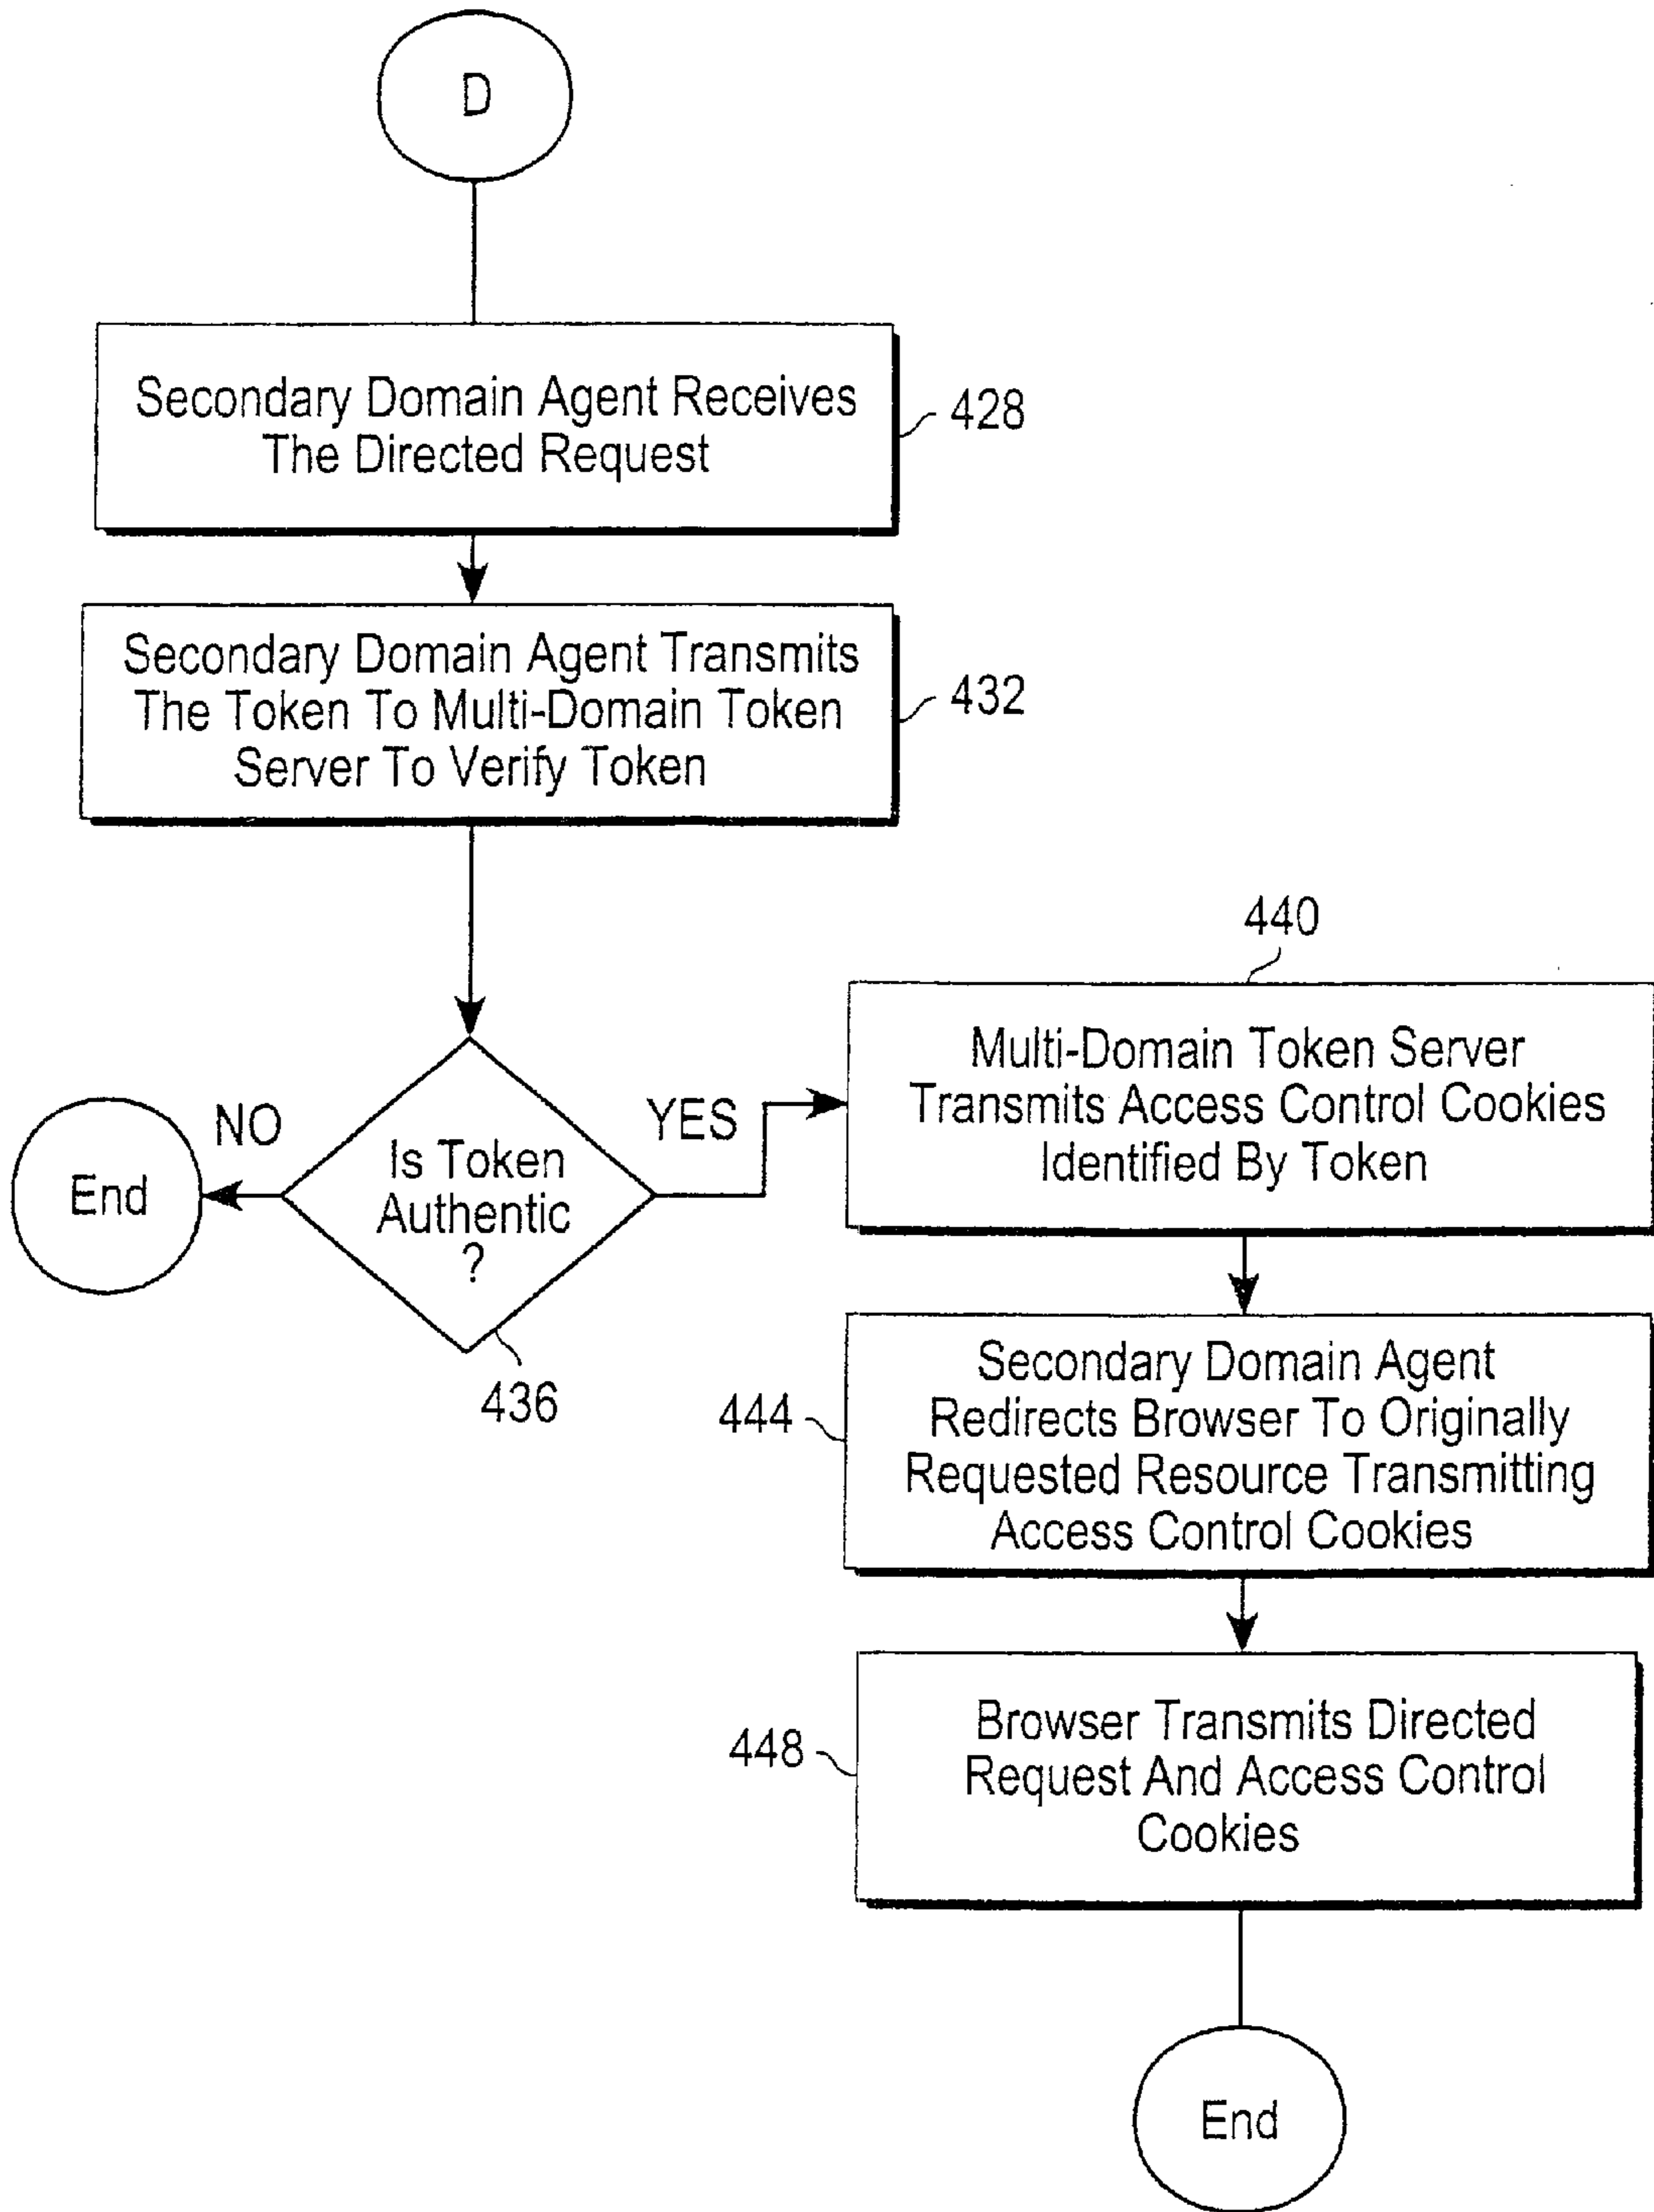 D
Secondary Domain Agent Receives
The Directed Request
428
Secondary Domain Agent Transmits
The Token To Multi-Domain Token
Server To Verify Token
432
Is Token
Authentic
?
436
NO
End
YES
440
Multi-Domain Token Server
Transmits Access Control Cookies
Identified By Token
Secondary Domain Agent
Redirects Browser To Originally
Requested Resource Transmitting
Access Control Cookies
444
Browser Transmits Directed
Request And Access Control
Cookies
448
End